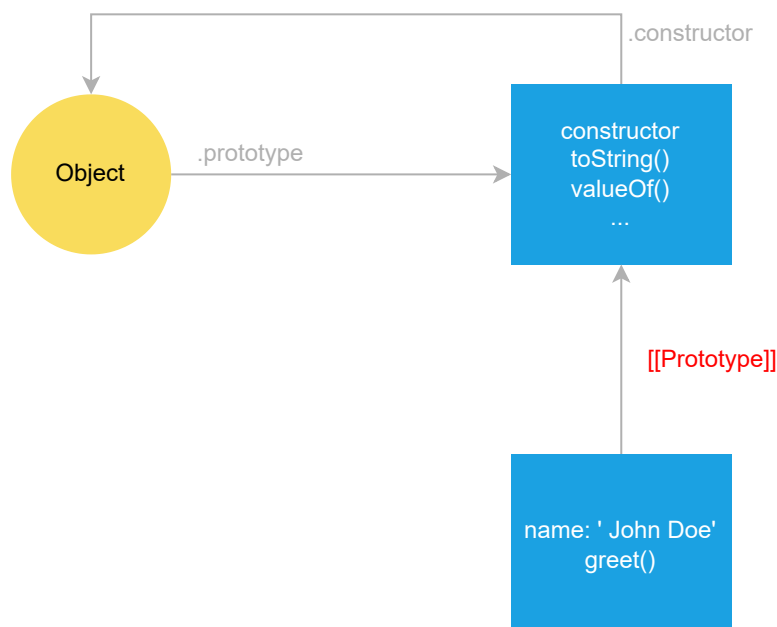 .constructor
constructor
toString()
valueOf()
...
.prototype
Object
[[Prototype]]
name: ' John Doe'
greet()